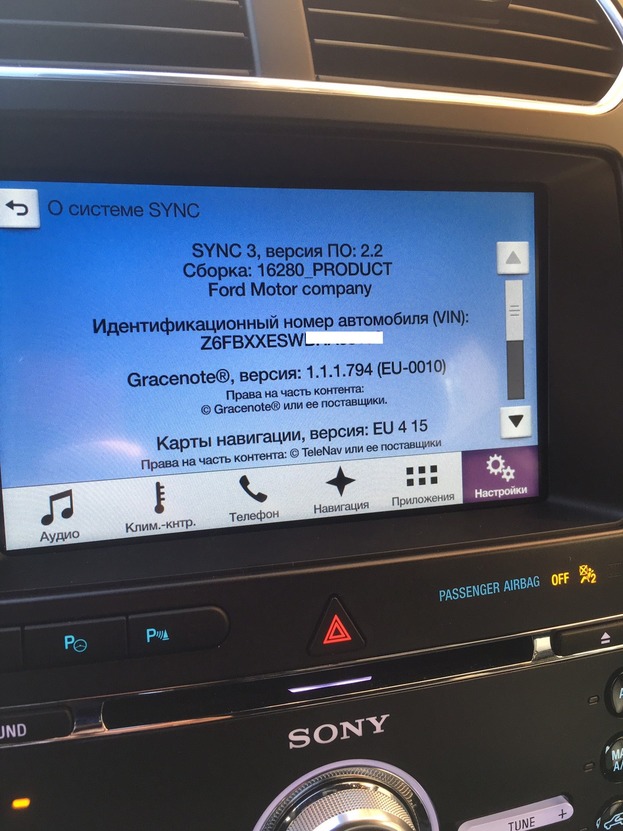 О системе SYNC
SYNC 3, версия ПО: 2.2
Сборка: 16280_PRODUCT
Ford Motor company
Идентификационный номер автомобиля (VIN):
Z6FBXXESW
Gracenote®, версия: 1.1.1.794 (EU-0010)
Права на часть контента:
© Gracenote® или ее поставщики.
Карты навигации, версия: EU 4 15
Права на часть контента: © TeleNav или ее поставщики
Аудио
Клим.-кнтр.
Телефон
Навигация
Приложения
Настройки
PASSENGER AIRBAG OFF 2
P P
SONY
TUNE +